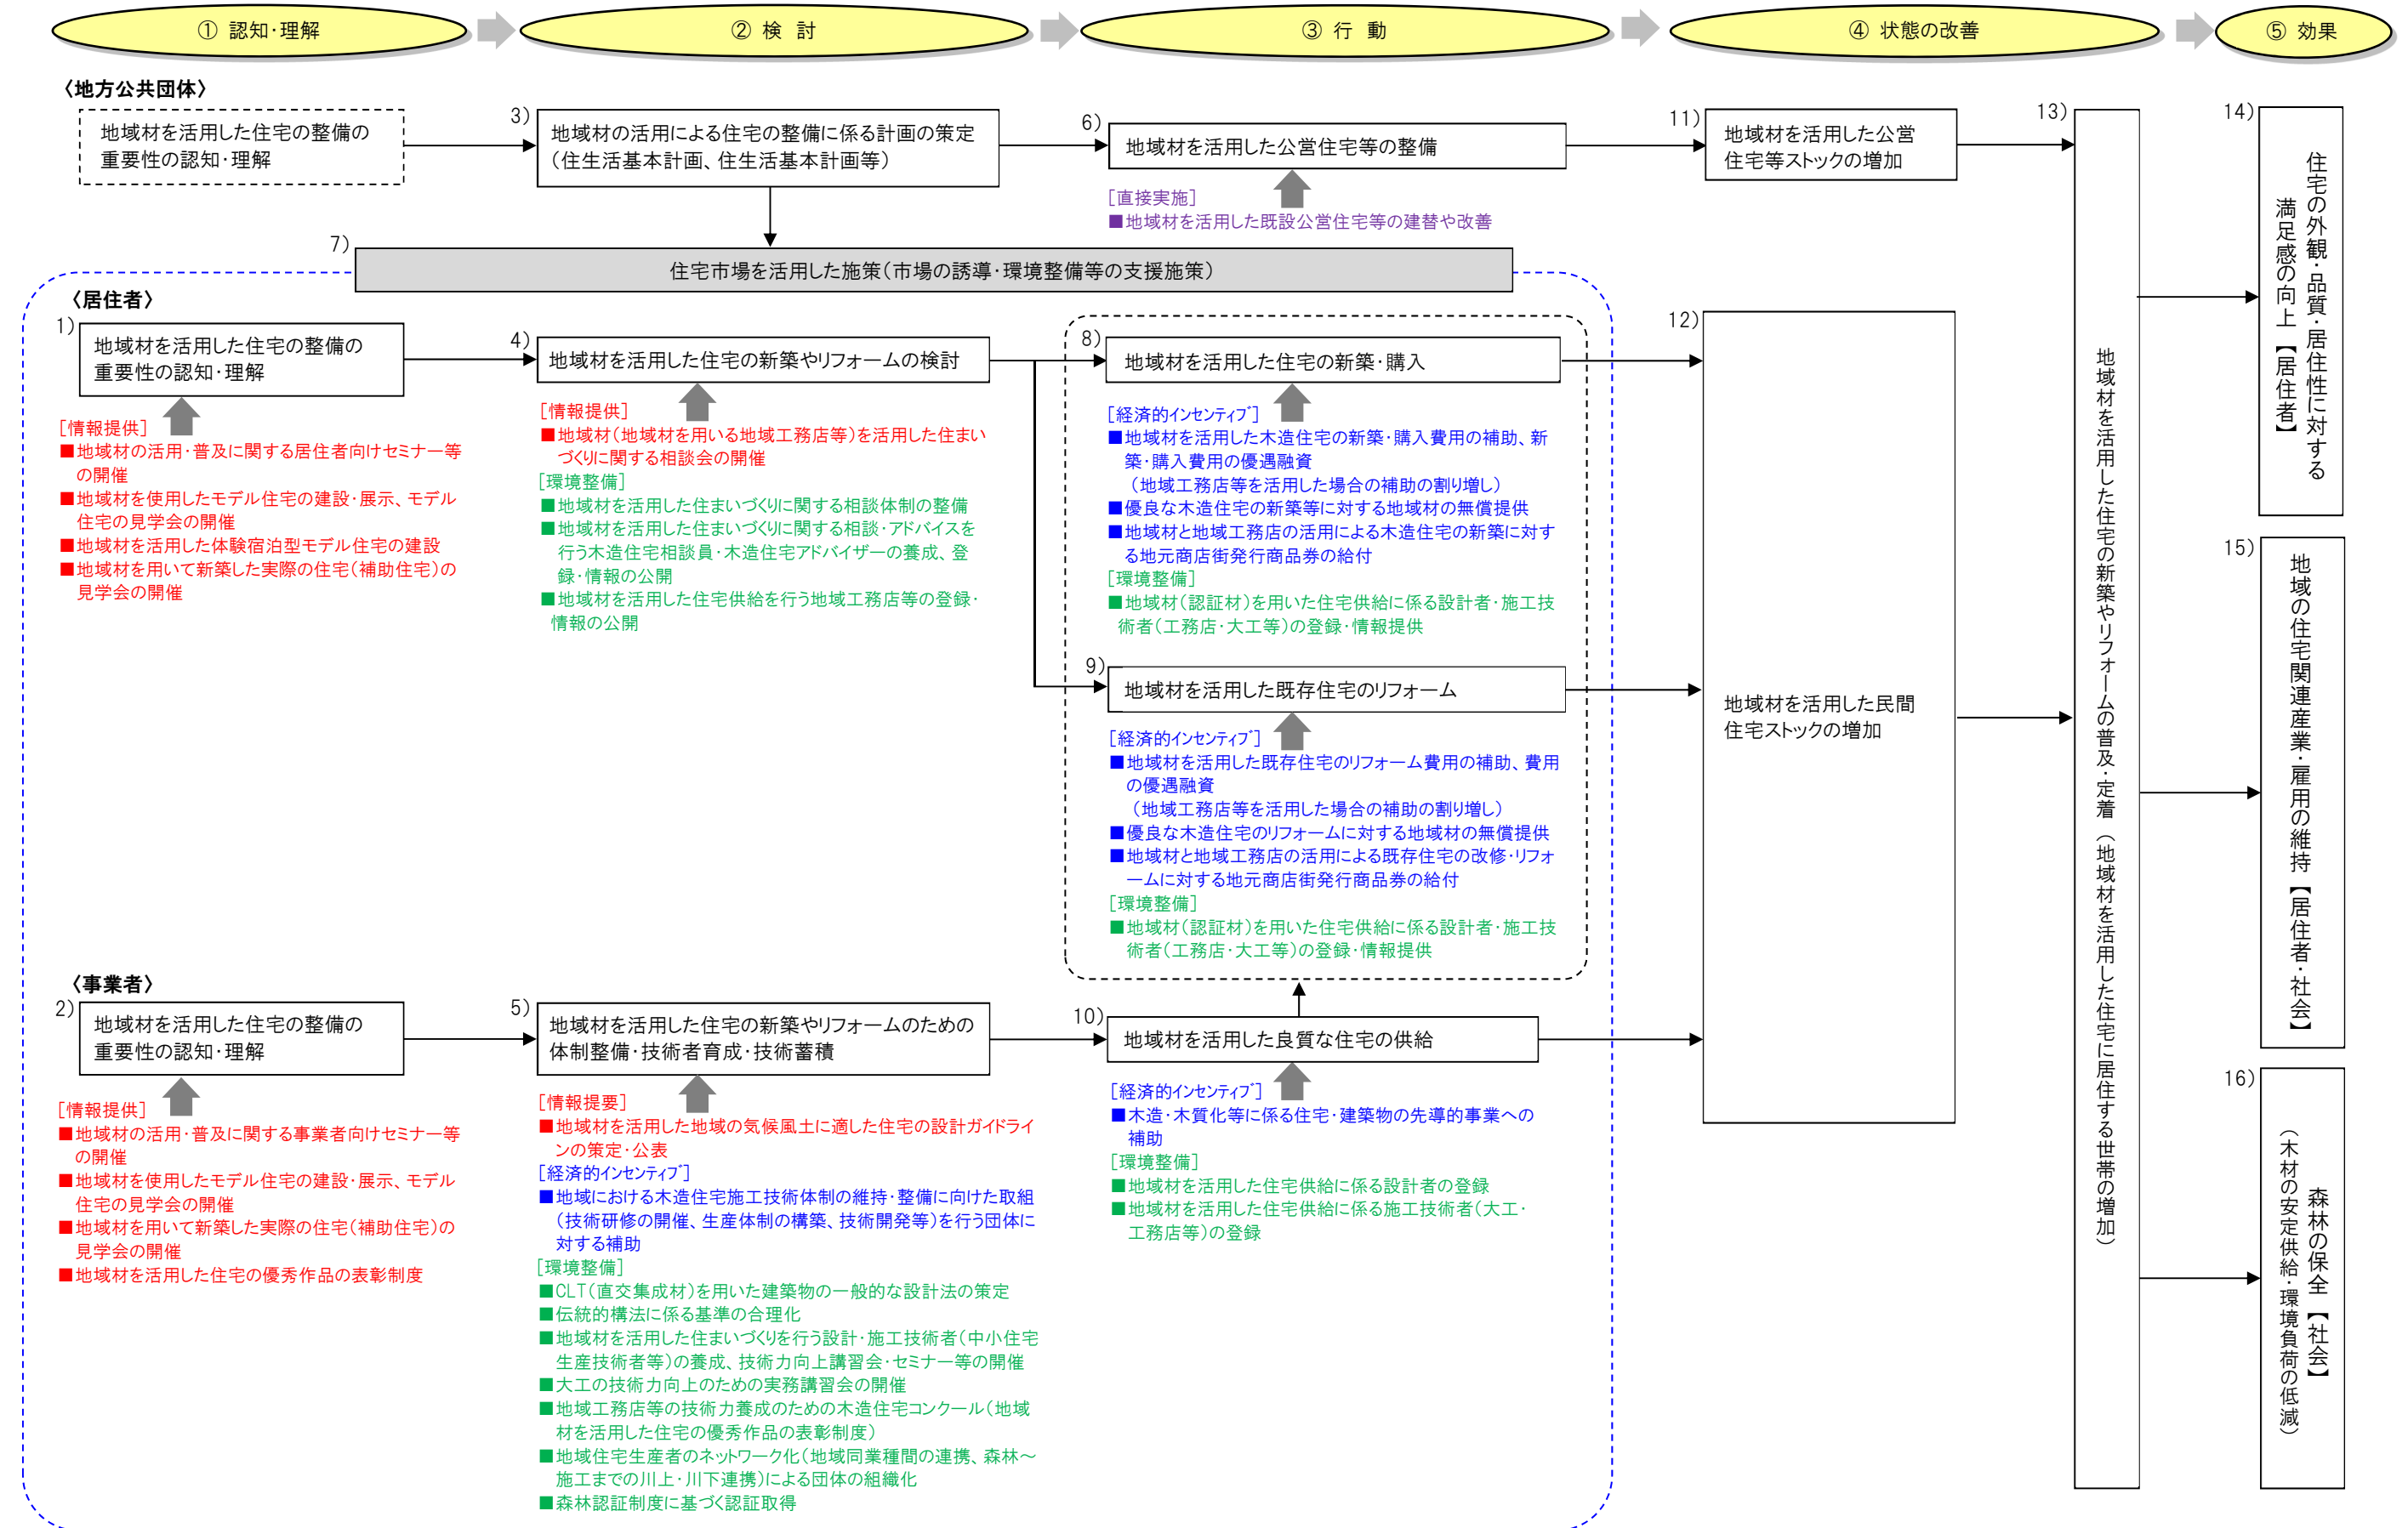 ① 認知・理解
② 検　討
③ 行　動
④ 状態の改善
⑤ 効果
〈地方公共団体〉
地域材を活用した住宅の整備の
重要性の認知・理解
3)
地域材の活用による住宅の整備に係る計画の策定
（住生活基本計画、住生活基本計画等）
6)
地域材を活用した公営住宅等の整備
[直接実施]
■地域材を活用した既設公営住宅等の建替や改善
11)
地域材を活用した公営
住宅等ストックの増加
7)
住宅市場を活用した施策（市場の誘導・環境整備等の支援施策）
〈居住者〉
1)
地域材を活用した住宅の整備の
重要性の認知・理解
[情報提供]
■地域材の活用・普及に関する居住者向けセミナー等
の開催
■地域材を使用したモデル住宅の建設・展示、モデル
住宅の見学会の開催
■地域材を活用した体験宿泊型モデル住宅の建設
■地域材を用いて新築した実際の住宅（補助住宅）の
見学会の開催
4)
地域材を活用した住宅の新築やリフォームの検討
[情報提供]
■地域材（地域材を用いる地域工務店等）を活用した住まい
づくりに関する相談会の開催
[環境整備]
■地域材を活用した住まいづくりに関する相談体制の整備
■地域材を活用した住まいづくりに関する相談・アドバイスを
行う木造住宅相談員・木造住宅アドバイザーの養成、登
録・情報の公開
■地域材を活用した住宅供給を行う地域工務店等の登録・
情報の公開
8)
地域材を活用した住宅の新築・購入
[経済的インセンティブ]
■地域材を活用した木造住宅の新築・購入費用の補助、新
築・購入費用の優遇融資
（地域工務店等を活用した場合の補助の割り増し）
■優良な木造住宅の新築等に対する地域材の無償提供
■地域材と地域工務店の活用による木造住宅の新築に対す
る地元商店街発行商品券の給付
[環境整備]
■地域材（認証材）を用いた住宅供給に係る設計者・施工技
術者（工務店・大工等）の登録・情報提供
9)
地域材を活用した既存住宅のリフォーム
[経済的インセンティブ]
■地域材を活用した既存住宅のリフォーム費用の補助、費用
の優遇融資
（地域工務店等を活用した場合の補助の割り増し）
■優良な木造住宅のリフォームに対する地域材の無償提供
■地域材と地域工務店の活用による既存住宅の改修・リフォ
ームに対する地元商店街発行商品券の給付
[環境整備]
■地域材（認証材）を用いた住宅供給に係る設計者・施工技
術者（工務店・大工等）の登録・情報提供
12)
地域材を活用した民間
住宅ストックの増加
〈事業者〉
2)
地域材を活用した住宅の整備の
重要性の認知・理解
[情報提供]
■地域材の活用・普及に関する事業者向けセミナー等
の開催
■地域材を使用したモデル住宅の建設・展示、モデル
住宅の見学会の開催
■地域材を用いて新築した実際の住宅（補助住宅）の
見学会の開催
■地域材を活用した住宅の優秀作品の表彰制度
5)
地域材を活用した住宅の新築やリフォームのための
体制整備・技術者育成・技術蓄積
[情報提要]
■地域材を活用した地域の気候風土に適した住宅の設計ガイドライ
ンの策定・公表
[経済的インセンティブ]
■地域における木造住宅施工技術体制の維持・整備に向けた取組
（技術研修の開催、生産体制の構築、技術開発等）を行う団体に
対する補助
[環境整備]
■CLT（直交集成材）を用いた建築物の一般的な設計法の策定
■伝統的構法に係る基準の合理化
■地域材を活用した住まいづくりを行う設計・施工技術者（中小住宅
生産技術者等）の養成、技術力向上講習会・セミナー等の開催
■大工の技術力向上のための実務講習会の開催
■地域工務店等の技術力養成のための木造住宅コンクール（地域
材を活用した住宅の優秀作品の表彰制度）
■地域住宅生産者のネットワーク化（地域同業種間の連携、森林～
施工までの川上・川下連携）による団体の組織化
■森林認証制度に基づく認証取得
10)
地域材を活用した良質な住宅の供給
[経済的インセンティブ]
■木造・木質化等に係る住宅・建築物の先導的事業への
補助
[環境整備]
■地域材を活用した住宅供給に係る設計者の登録
■地域材を活用した住宅供給に係る施工技術者（大工・
工務店等）の登録
13)
地域材を活用した住宅の新築やリフォームの普及・定着（地域材を活用した住宅に居住する世帯の増加）
14)
住宅の外観・品質・居住性に対する
満足感の向上【居住者】
15)
地域の住宅関連産業・雇用の維持【居住者・社会】
16)
森林の保全【社会】
（木材の安定供給・環境負荷の低減）